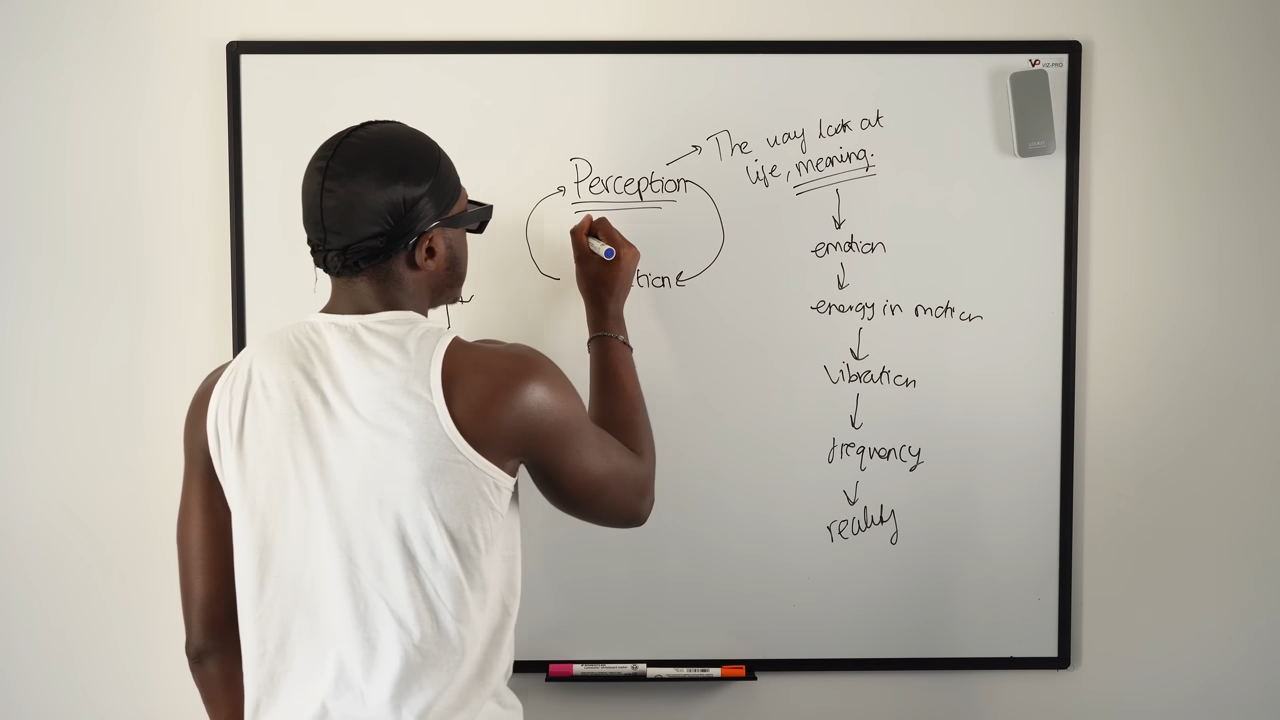 VIZ-PRO
The way look at
life, meaning.
Perception
emotion
energy in motion
vibration
frequency
reality